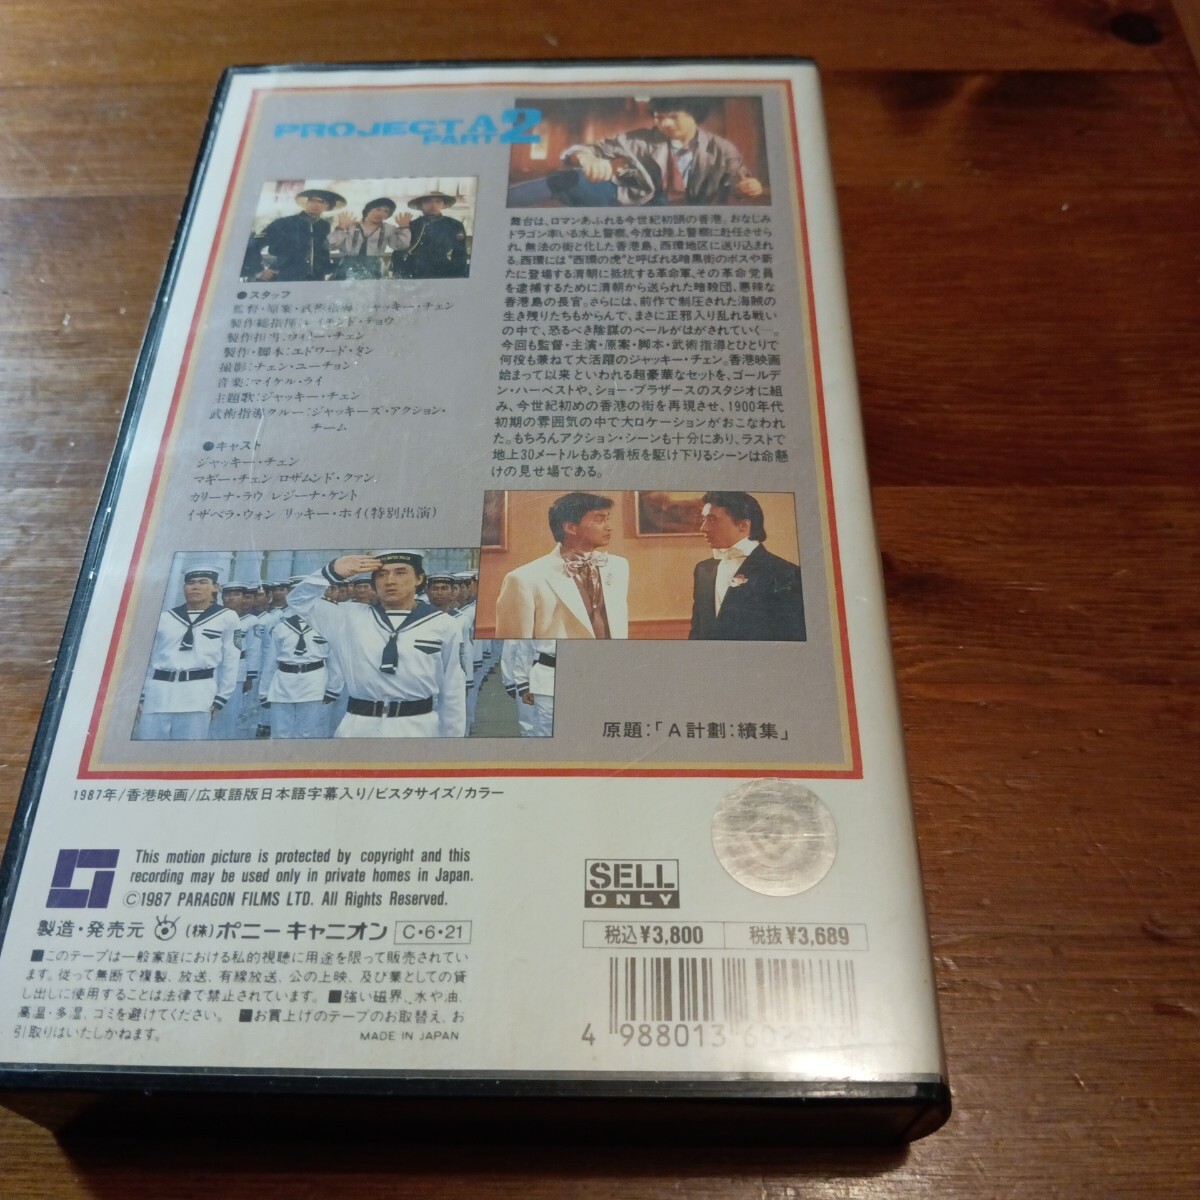 PROJECT A
PART 2
舞台は、ロマンあふれる今世紀初頭の香港。おなじみ
ドラゴン率いる水上警察、今度は陸上警察に赴任させら
れ、無法の街と化した香港島、西環地区に送り込まれ
る。西環には"西環の虎"と呼ばれる暗黒街のボスや新
たに登場する清朝に抵抗する革命軍、その革命党員
を逮捕するために清朝から送られた暗殺団、悪辣な
香港島の長官。さらには、前作で制圧された海賊の
生き残りたちもからんで、まさに正邪入り乱れる戦い
の中で、恐るべき陰謀のベールがはがされていく…。
今回も監督・主演・原案・脚本・武術指導とひとりで
何役も兼ねて大活躍のジャッキー・チェン。香港映画
始まって以来といわれる超豪華なセットを、ゴールデ
ン・ハーベストや、ショー・ブラザースのスタジオに組
み、今世紀初めの香港の街を再現させ、1900年代
初期の雰囲気の中で大ロケーションがおこなわれ
た。もちろんアクション・シーンも十分にあり、ラストで
地上30メートルもある看板を駆け下りるシーンは命懸
けの見せ場である。
●スタッフ
監督・原案・武術指導:ジャッキー・チェン
製作総指揮:レイモンド・チョウ
製作担当:ウィリー・チェン
製作・脚本:エドワード・タン
撮影:チェン・ユーチョン
音楽:マイケル・ライ
主題歌:ジャッキー・チェン
武術指導クルー:ジャッキーズ・アクション・
チーム
●キャスト
ジャッキー・チェン
マギー・チェン ロザムンド・クァン
カリーナ・ラウ レジーナ・ケント
イザベラ・ウォン リッキー・ホイ(特別出演)
原題:「A計劃:續集」
1987年/香港映画/広東語版日本語字幕入り/ビスタサイズ/カラー
This motion picture is protected by copyright and this
recording may be used only in private homes in Japan.
©1987 PARAGON FILMS LTD. All Rights Reserved.
製造・発売元 (株)ポニーキャニオン C・6・21
■このテープは一般家庭における私的視聴に用途を限って販売されてい
ます。従って無断で複製、放送、有線放送、公の上映、及び業としての貸
し出しに使用することは法律で禁止されています。■強い磁界、水や油、
高温・多湿、ゴミを避けてください。■お買上げのテープのお取替え、お
引取りはいたしかねます。 MADE IN JAPAN
SELL
ONLY
税込¥3,800 税抜¥3,689
4 988013